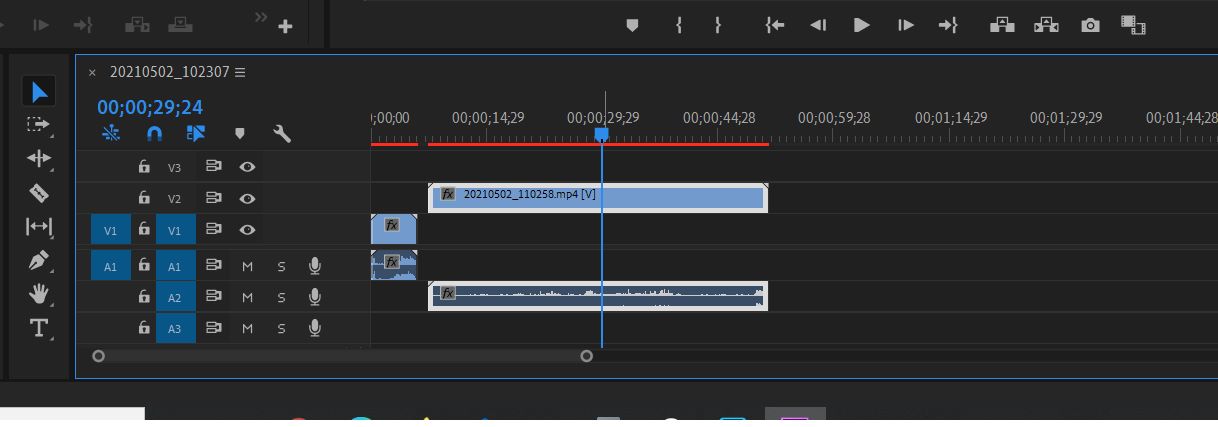 20210502_102307
00;00;29;24
;00;00 00;00;14;29 00;00;29;29 00;00;44;28 00;00;59;28 00;01;14;29 00;01;29;29 00;01;44;28
V3
V2
fx 20210502_110258.mp4 [V]
V1 V1 fx
A1 A1 M S fx
A2 M S fx
A3 M S
T